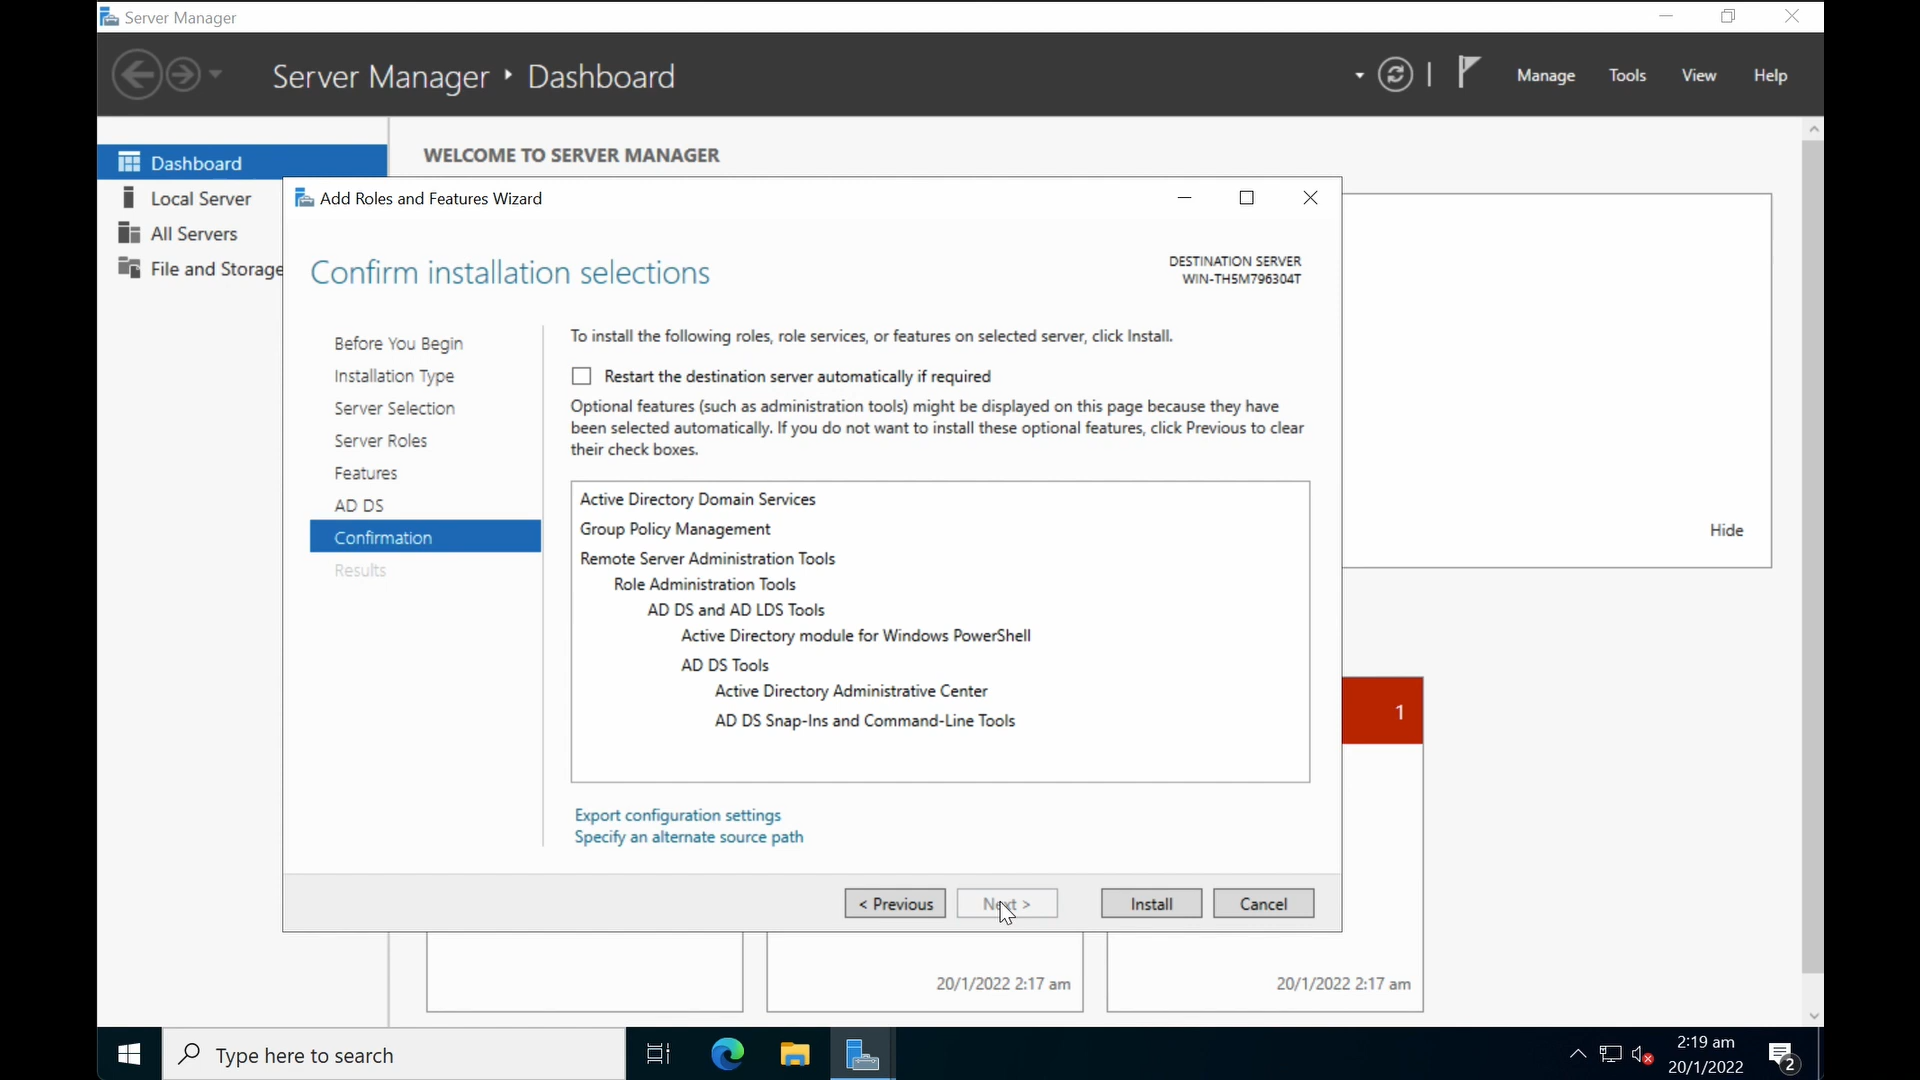 Server Manager
Server Manager ‣ Dashboard
Manage
Tools
View
Help
Dashboard
Local Server
All Servers
File and Storage
WELCOME TO SERVER MANAGER
Add Roles and Features Wizard
Confirm installation selections
DESTINATION SERVER
WIN-TH5M796304T
Before You Begin
Installation Type
Server Selection
Server Roles
Features
AD DS
Confirmation
Results
To install the following roles, role services, or features on selected server, click Install.
Restart the destination server automatically if required
Optional features (such as administration tools) might be displayed on this page because they have
been selected automatically. If you do not want to install these optional features, click Previous to clear
their check boxes.
Active Directory Domain Services
Group Policy Management
Remote Server Administration Tools
Role Administration Tools
AD DS and AD LDS Tools
Active Directory module for Windows PowerShell
AD DS Tools
Active Directory Administrative Center
AD DS Snap-Ins and Command-Line Tools
Export configuration settings
Specify an alternate source path
< Previous
Next >
Install
Cancel
Hide
1
20/1/2022 2:17 am
20/1/2022 2:17 am
Type here to search
2:19 am
20/1/2022
2